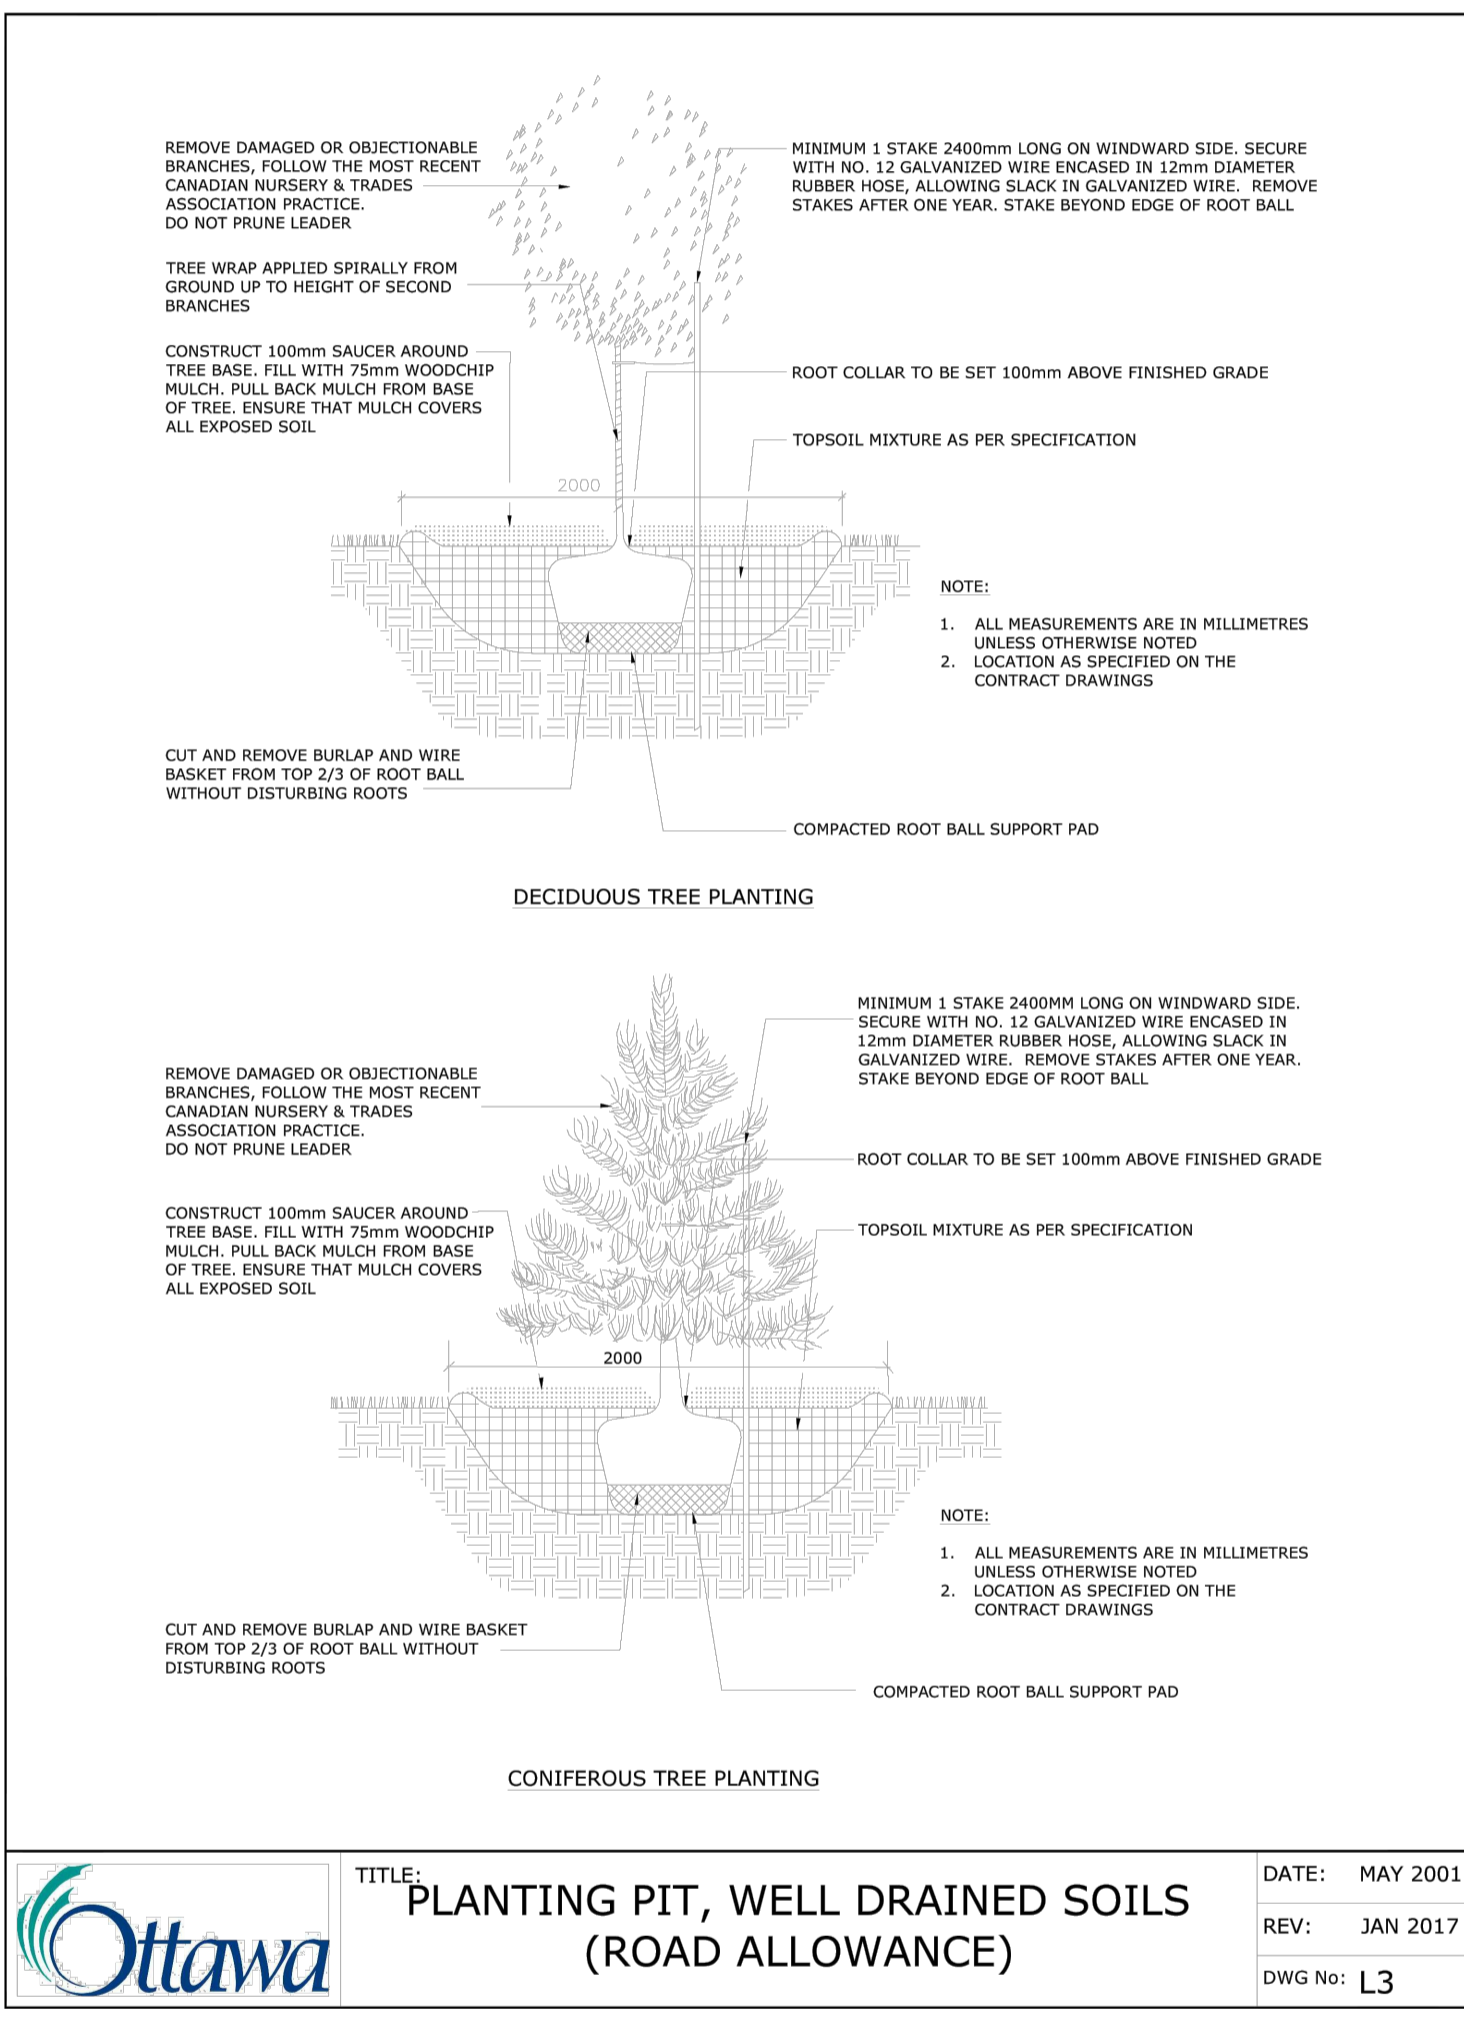 REMOVE DAMAGED OR OBJECTIONABLE
BRANCHES, FOLLOW THE MOST RECENT
CANADIAN NURSERY & TRADES
ASSOCIATION PRACTICE.
DO NOT PRUNE LEADER
MINIMUM 1 STAKE 2400mm LONG ON WINDWARD SIDE. SECURE
WITH NO. 12 GALVANIZED WIRE ENCASED IN 12mm DIAMETER
RUBBER HOSE, ALLOWING SLACK IN GALVANIZED WIRE. REMOVE
STAKES AFTER ONE YEAR. STAKE BEYOND EDGE OF ROOT BALL
TREE WRAP APPLIED SPIRALLY FROM
GROUND UP TO HEIGHT OF SECOND
BRANCHES
CONSTRUCT 100mm SAUCER AROUND
TREE BASE. FILL WITH 75mm WOODCHIP
MULCH. PULL BACK MULCH FROM BASE
OF TREE. ENSURE THAT MULCH COVERS
ALL EXPOSED SOIL
ROOT COLLAR TO BE SET 100mm ABOVE FINISHED GRADE
TOPSOIL MIXTURE AS PER SPECIFICATION
2000
NOTE:
1. ALL MEASUREMENTS ARE IN MILLIMETRES
UNLESS OTHERWISE NOTED
2. LOCATION AS SPECIFIED ON THE
CONTRACT DRAWINGS
CUT AND REMOVE BURLAP AND WIRE
BASKET FROM TOP 2/3 OF ROOT BALL
WITHOUT DISTURBING ROOTS
COMPACTED ROOT BALL SUPPORT PAD
DECIDUOUS TREE PLANTING
MINIMUM 1 STAKE 2400MM LONG ON WINDWARD SIDE.
SECURE WITH NO. 12 GALVANIZED WIRE ENCASED IN
12mm DIAMETER RUBBER HOSE, ALLOWING SLACK IN
GALVANIZED WIRE. REMOVE STAKES AFTER ONE YEAR.
STAKE BEYOND EDGE OF ROOT BALL
REMOVE DAMAGED OR OBJECTIONABLE
BRANCHES, FOLLOW THE MOST RECENT
CANADIAN NURSERY & TRADES
ASSOCIATION PRACTICE.
DO NOT PRUNE LEADER
ROOT COLLAR TO BE SET 100mm ABOVE FINISHED GRADE
CONSTRUCT 100mm SAUCER AROUND
TREE BASE. FILL WITH 75mm WOODCHIP
MULCH. PULL BACK MULCH FROM BASE
OF TREE. ENSURE THAT MULCH COVERS
ALL EXPOSED SOIL
TOPSOIL MIXTURE AS PER SPECIFICATION
2000
NOTE:
1. ALL MEASUREMENTS ARE IN MILLIMETRES
UNLESS OTHERWISE NOTED
2. LOCATION AS SPECIFIED ON THE
CONTRACT DRAWINGS
CUT AND REMOVE BURLAP AND WIRE BASKET
FROM TOP 2/3 OF ROOT BALL WITHOUT
DISTURBING ROOTS
COMPACTED ROOT BALL SUPPORT PAD
CONIFEROUS TREE PLANTING
Ottawa
TITLE:
PLANTING PIT, WELL DRAINED SOILS
(ROAD ALLOWANCE)
DATE: MAY 2001
REV: JAN 2017
DWG No: L3